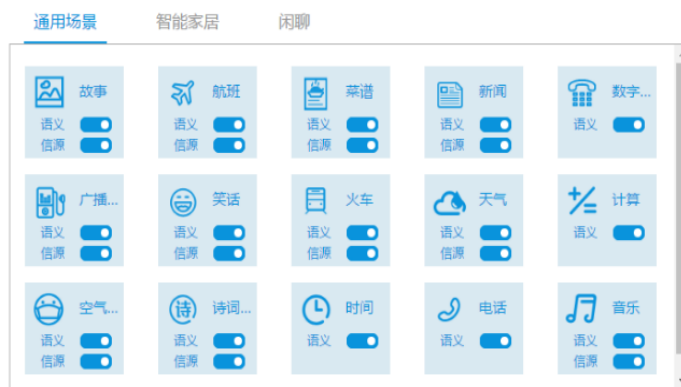 通用场景 智能家居 闲聊
故事 航班 菜谱 新闻 数字...
语义 语义 语义 语义 语义
信源 信源 信源 信源
广播... 笑话 火车 天气 计算
语义 语义 语义 语义 语义
信源 信源 信源 信源
空气... 诗 诗词... 时间 电话 音乐
语义 语义 语义 语义 语义
信源 信源 信源